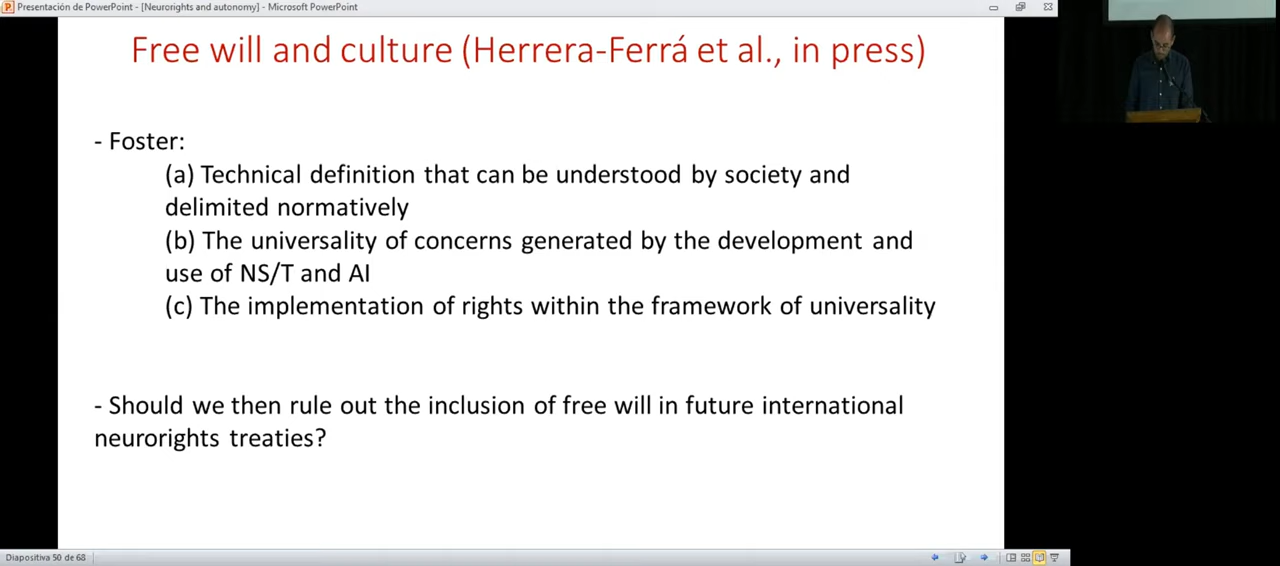 Presentación de PowerPoint - [Neurorights and autonomy] - Microsoft PowerPoint
Free will and culture (Herrera-Ferrá et al., in press)
- Foster:
(a) Technical definition that can be understood by society and
delimited normatively
(b) The universality of concerns generated by the development and
use of NS/T and AI
(c) The implementation of rights within the framework of universality
- Should we then rule out the inclusion of free will in future international
neurorights treaties?
Diapositiva 50 de 68